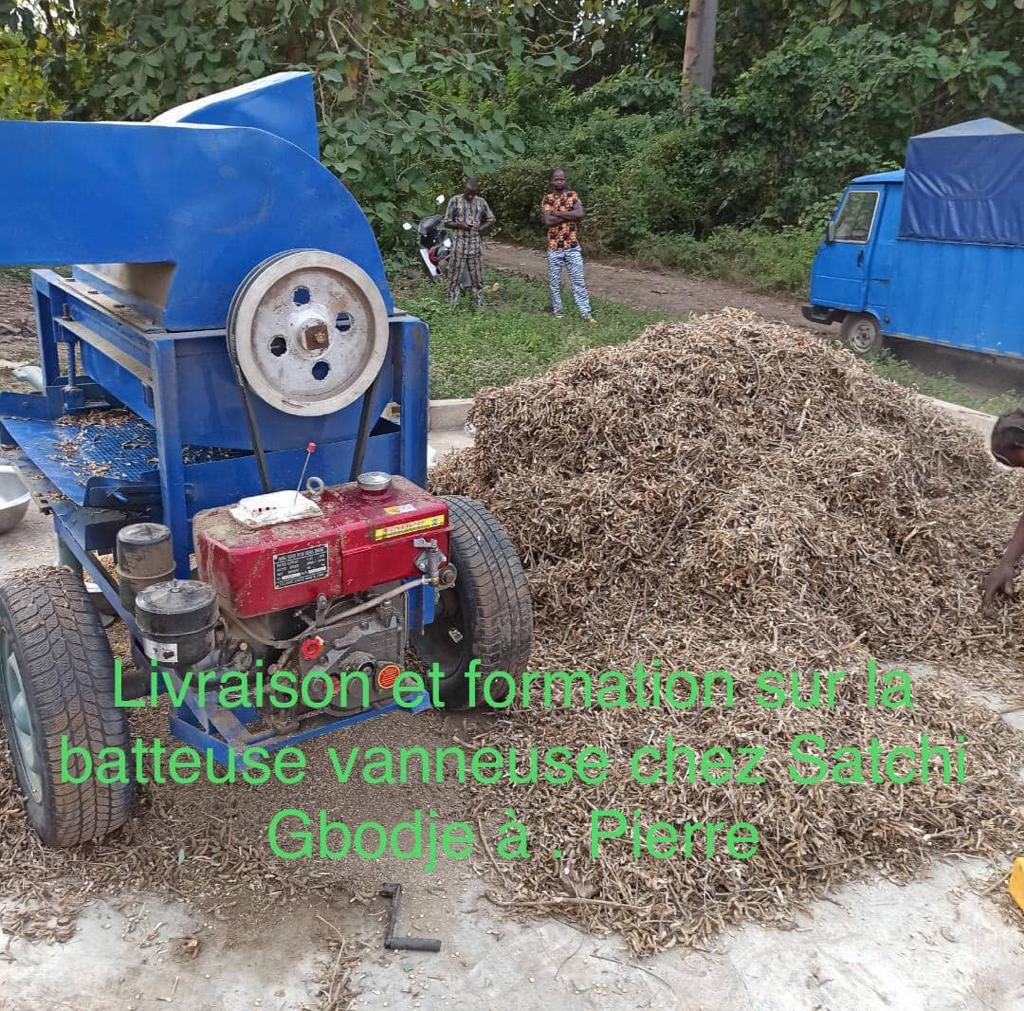 Livraison et formation sur la
batteuse vanneuse chez Satchi
Gbodje à . Pierre